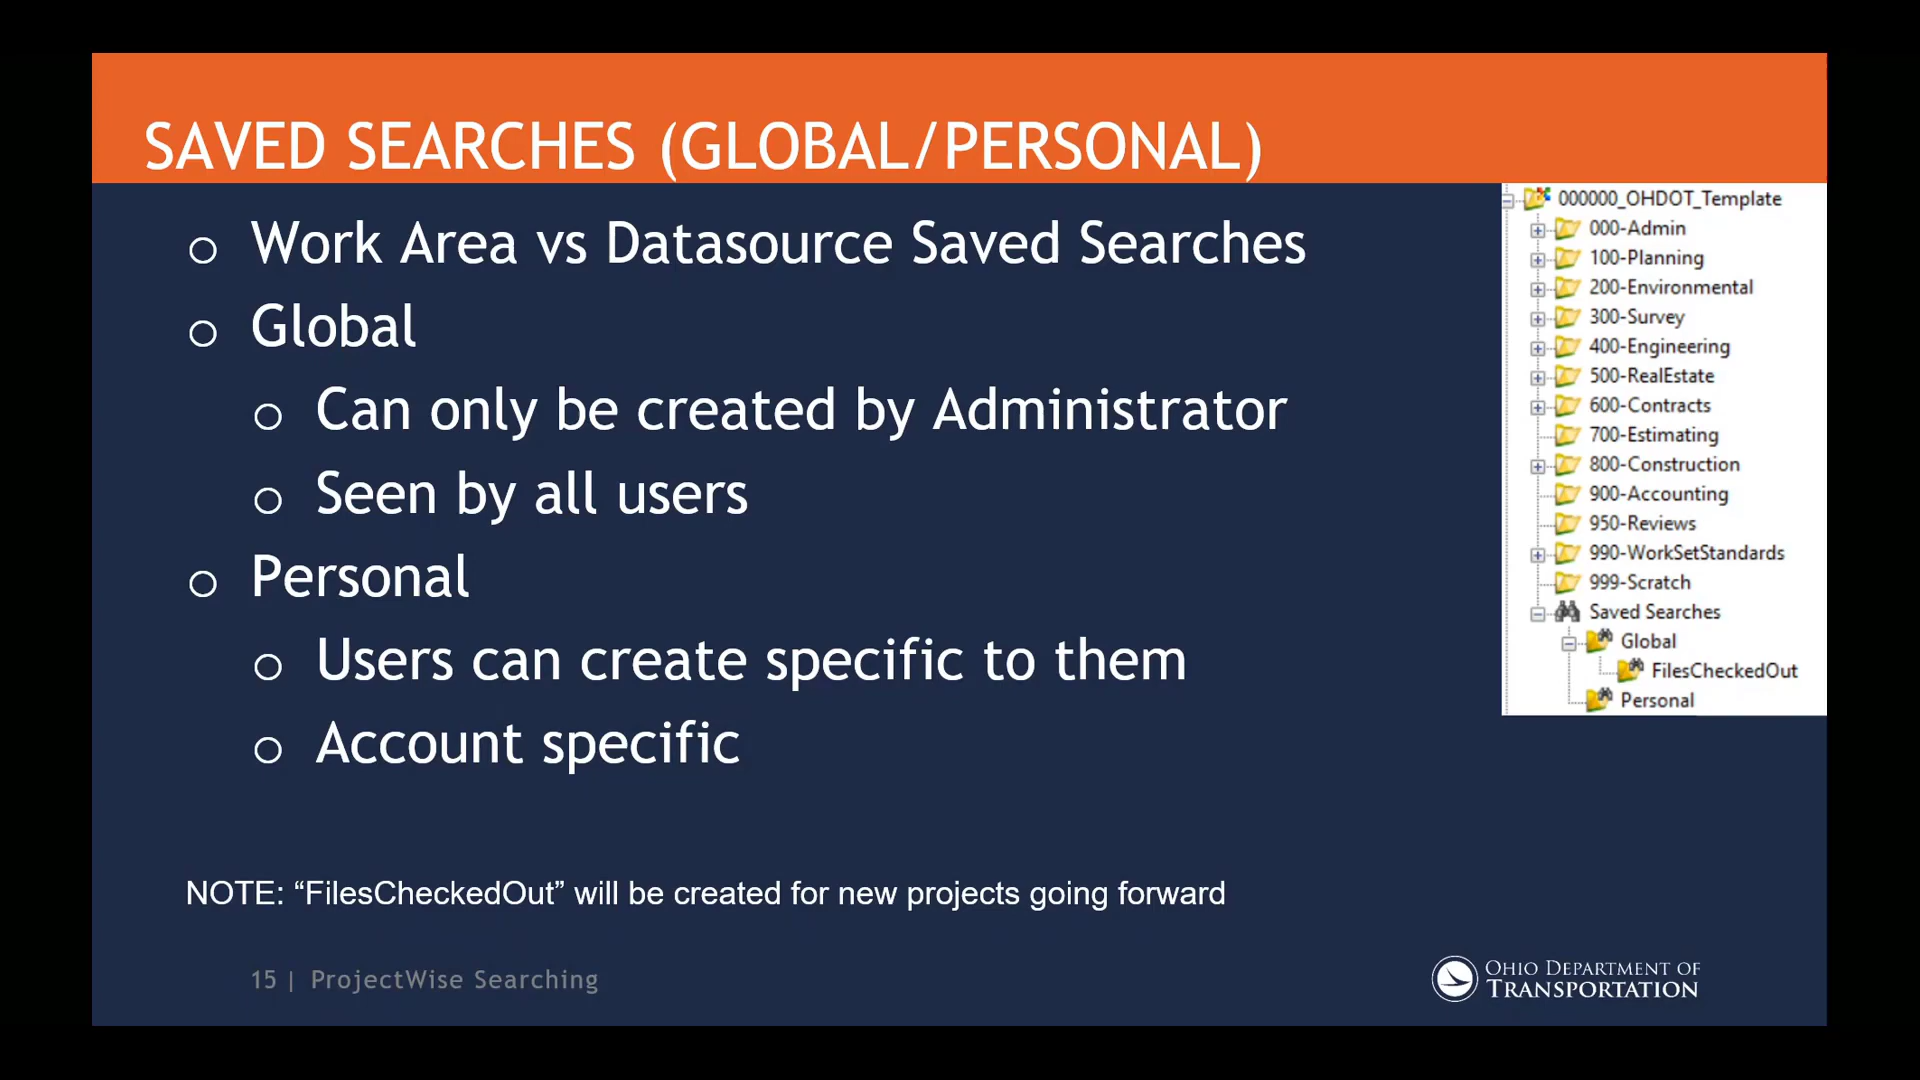 SAVED SEARCHES (GLOBAL/PERSONAL)
Work Area vs Datasource Saved Searches
Global
Can only be created by Administrator
Seen by all users
Personal
Users can create specific to them
Account specific
NOTE: “FilesCheckedOut” will be created for new projects going forward
000000_OHDOT_Template
000-Admin
100-Planning
200-Environmental
300-Survey
400-Engineering
500-RealEstate
600-Contracts
700-Estimating
800-Construction
900-Accounting
950-Reviews
990-WorkSetStandards
999-Scratch
Saved Searches
Global
FilesCheckedOut
Personal
15 | ProjectWise Searching
OHIO DEPARTMENT OF
TRANSPORTATION